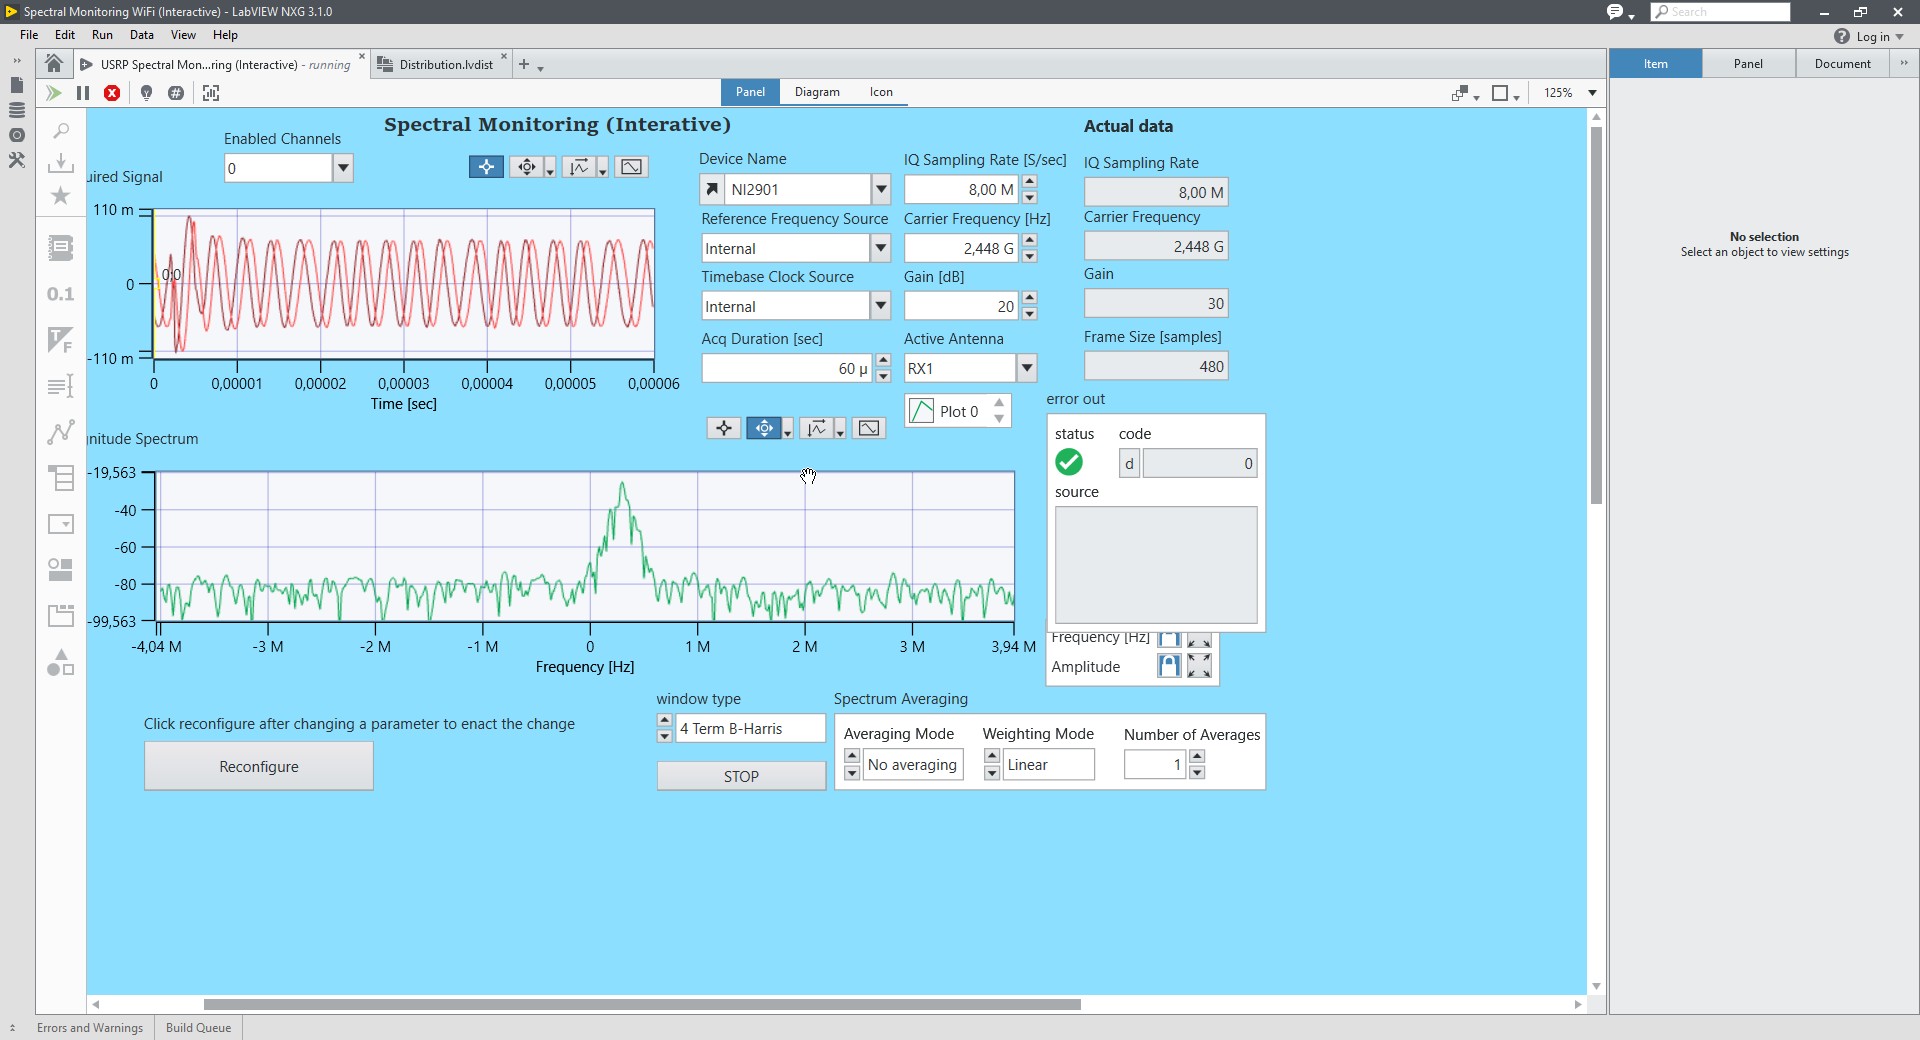 Spectral Monitoring WiFi (Interactive) - LabVIEW NXG 3.1.0
Search
File Edit Run Data View Help
Log in
USRP Spectral Mon...ring (Interactive) - running
Distribution.lvdist
Item Panel Document
Panel Diagram Icon
125%
Spectral Monitoring (Interative)
Actual data
Enabled Channels
0
uired Signal
110 m
0
-110 m
0:0
0 0,00001 0,00002 0,00003 0,00004 0,00005 0,00006
Time [sec]
Device Name
NI2901
IQ Sampling Rate [S/sec]
8,00 M
IQ Sampling Rate
8,00 M
Reference Frequency Source
Internal
Carrier Frequency [Hz]
2,448 G
Carrier Frequency
2,448 G
Timebase Clock Source
Internal
Gain [dB]
20
Gain
30
Acq Duration [sec]
60 µ
Active Antenna
RX1
Frame Size [samples]
480
Plot 0
error out
status code
d 0
source
No selection
Select an object to view settings
0.1
T F
nitude Spectrum
-19,563
-40
-60
-80
-99,563
-4,04 M -3 M -2 M -1 M 0 1 M 2 M 3 M 3,94 M
Frequency [Hz]
Frequency [Hz]
Amplitude
window type
4 Term B-Harris
STOP
Spectrum Averaging
Averaging Mode Weighting Mode Number of Averages
No averaging Linear 1
Click reconfigure after changing a parameter to enact the change
Reconfigure
Errors and Warnings Build Queue